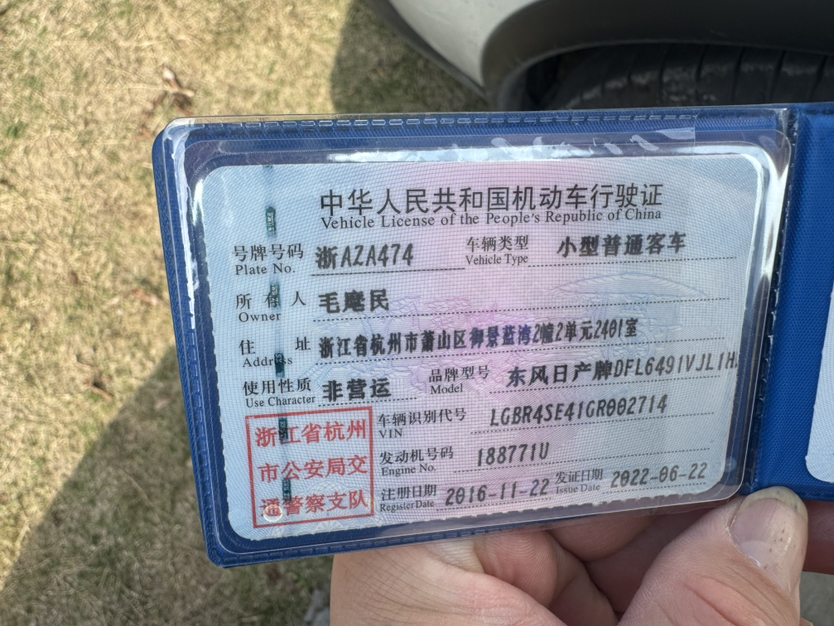 中华人民共和国机动车行驶证
Vehicle License of the People's Republic of China
号牌号码 浙AZA474 车辆类型 小型普通客车
Plate No. Vehicle Type
所有人 毛麾民
Owner
住址 浙江省杭州市萧山区御景蓝湾2幢2单元2401室
Address
使用性质 非营运 品牌型号 东风日产牌DFL6491VJL1H
Use Character Model
浙江省杭州
市公安局交
通警察支队
车辆识别代号 LGBR4SE41GR002714
VIN
发动机号码 188771U
Engine No.
注册日期 2016-11-22 发证日期 2022-06-22
Register Date Issue Date